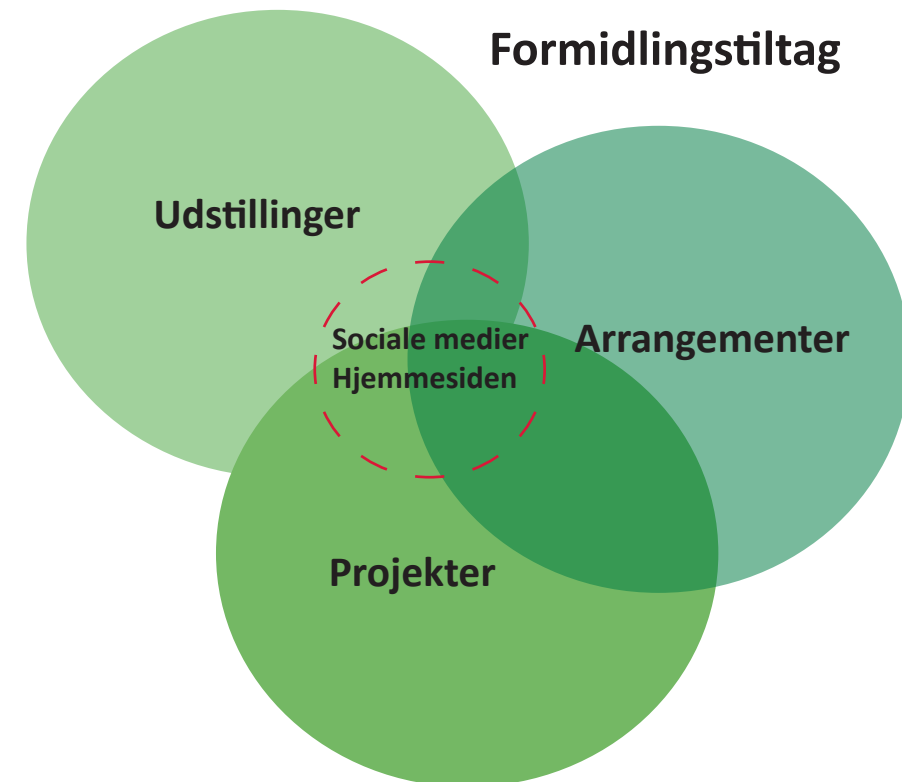 Formidlingstiltag
Udstillinger
Sociale medier
Hjemmesiden
Arrangementer
Projekter